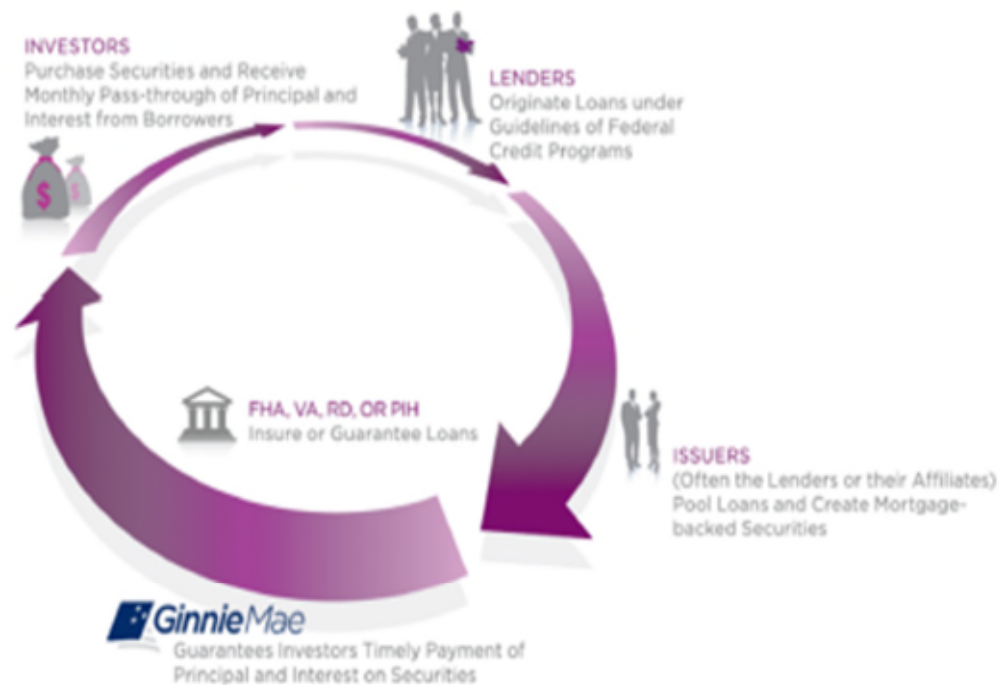 INVESTORS
Purchase Securities and Receive
Monthly Pass-through of Principal and
Interest from Borrowers
$
$
LENDERS
Originate Loans under
Guidelines of Federal
Credit Programs
FHA, VA, RD, OR PIH
Insure or Guarantee Loans
ISSUERS
(Often the Lenders or their Affiliates)
Pool Loans and Create Mortgage-
backed Securities
GinnieMae
Guarantees Investors Timely Payment of
Principal and Interest on Securities